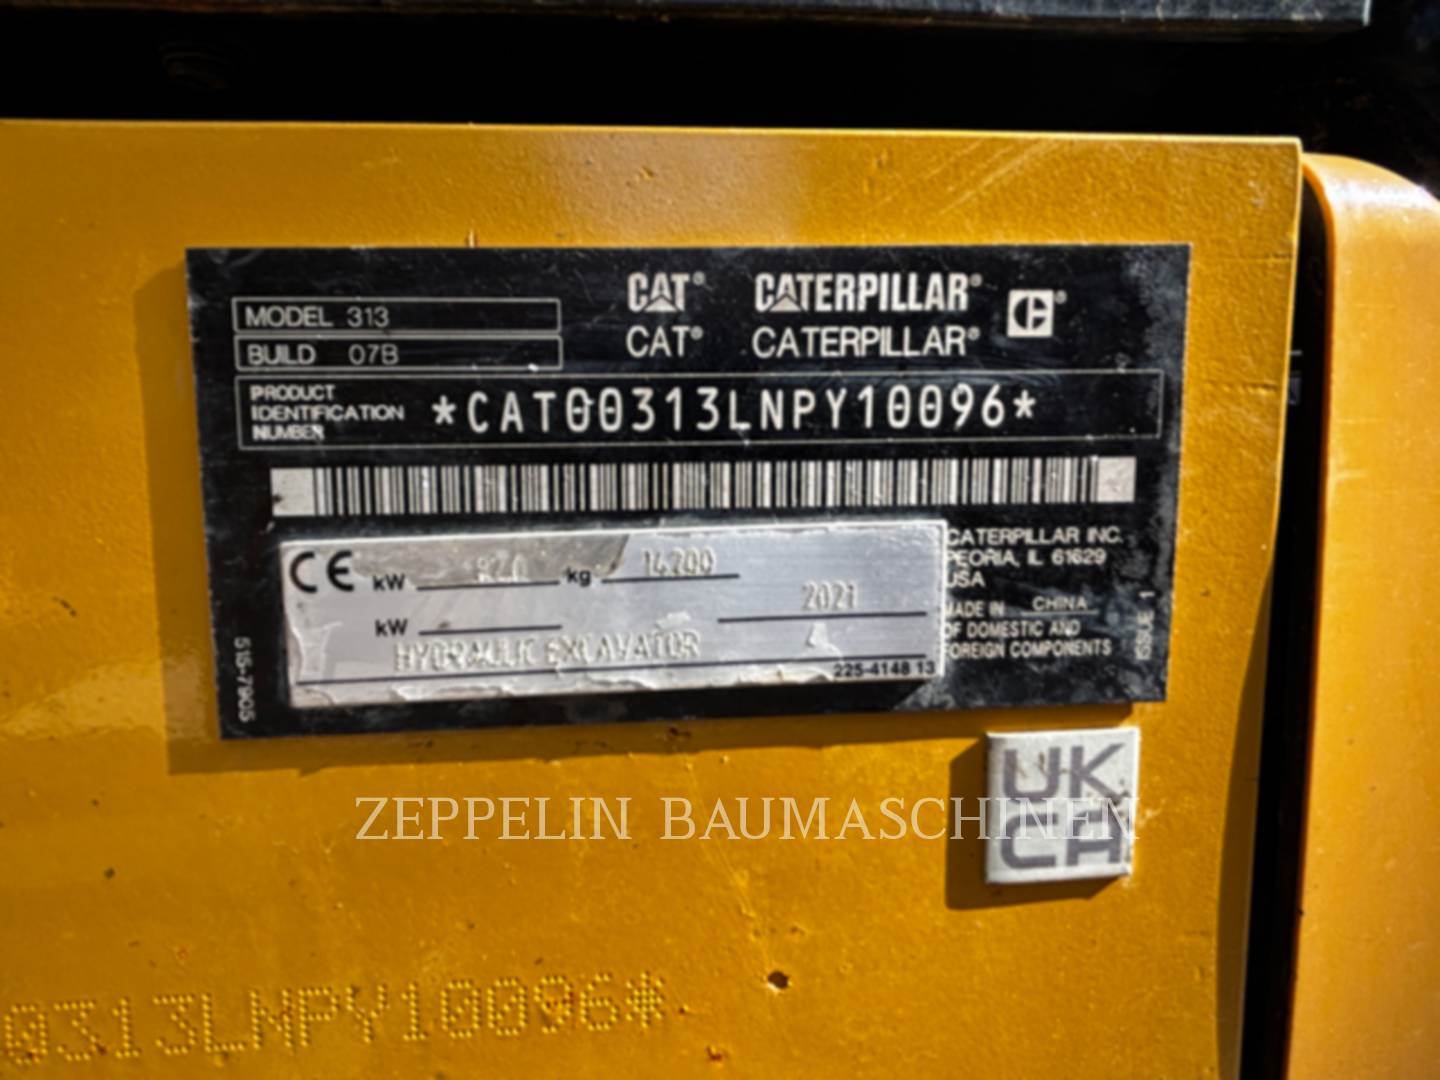 MODEL 313
BUILD 07B
CAT® CATERPILLAR®
CAT® CATERPILLAR®
PRODUCT
IDENTIFICATION
NUMBER
*CAT00313LNPY10096*
CE kW kg 14200
kW 2021
HYDRAULIC EXCAVATOR
225-4148 13
CATERPILLAR INC.
PEORIA, IL 61629
USA
MADE IN CHINA
OF DOMESTIC AND
FOREIGN COMPONENTS
ISSUE 1
515-7905
UK
CA
ZEPPELIN BAUMASCHINEN
00313LNPY10096*